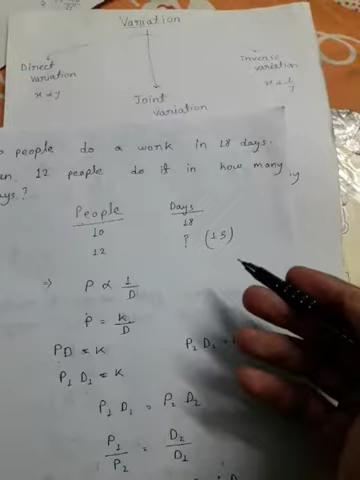 Variation
Direct
variation
x ∝ y
Inverse
variation
x ∝ 1/y
Joint
variation
people do a work in 18 days.
12 people do it in how many
?
People Days
10 18
12 ? (15)
⇒ P ∝ 1/D
P = K/D
PD = K
P₁ D₁ = K
P₁ D₁
P₁ D₁ = P₂ D₂
P₁/P₂ = D₂/D₁